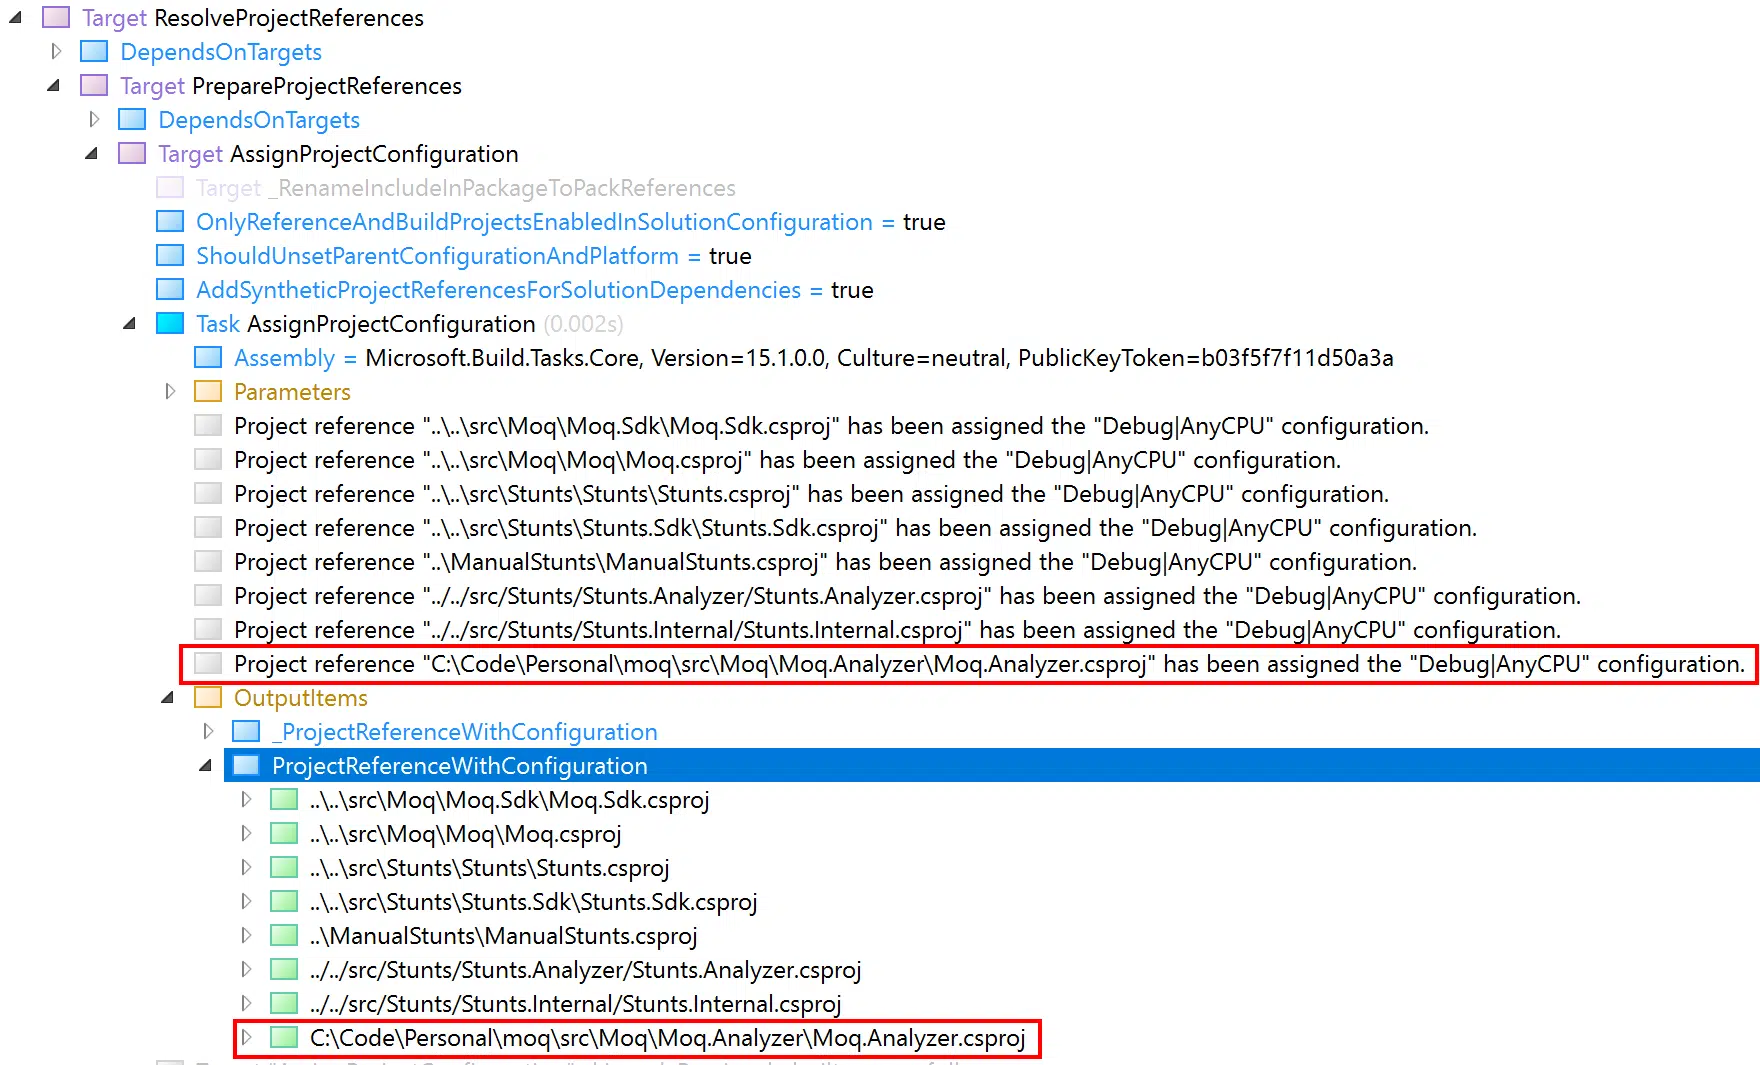 Target ResolveProjectReferences
DependsOnTargets
Target PrepareProjectReferences
DependsOnTargets
Target AssignProjectConfiguration
Target _RenameIncludeInPackageToPackReferences
OnlyReferenceAndBuildProjectsEnabledInSolutionConfiguration = true
ShouldUnsetParentConfigurationAndPlatform = true
AddSyntheticProjectReferencesForSolutionDependencies = true
Task AssignProjectConfiguration (0.002s)
Assembly = Microsoft.Build.Tasks.Core, Version=15.1.0.0, Culture=neutral, PublicKeyToken=b03f5f7f11d50a3a
Parameters
Project reference "..\..\src\Moq\Moq.Sdk\Moq.Sdk.csproj" has been assigned the "Debug|AnyCPU" configuration.
Project reference "..\..\src\Moq\Moq\Moq.csproj" has been assigned the "Debug|AnyCPU" configuration.
Project reference "..\..\src\Stunts\Stunts\Stunts.csproj" has been assigned the "Debug|AnyCPU" configuration.
Project reference "..\..\src\Stunts\Stunts.Sdk\Stunts.Sdk.csproj" has been assigned the "Debug|AnyCPU" configuration.
Project reference "..\ManualStunts\ManualStunts.csproj" has been assigned the "Debug|AnyCPU" configuration.
Project reference "../../src/Stunts/Stunts.Analyzer/Stunts.Analyzer.csproj" has been assigned the "Debug|AnyCPU" configuration.
Project reference "../../src/Stunts/Stunts.Internal/Stunts.Internal.csproj" has been assigned the "Debug|AnyCPU" configuration.
Project reference "C:\Code\Personal\moq\src\Moq\Moq.Analyzer\Moq.Analyzer.csproj" has been assigned the "Debug|AnyCPU" configuration.
OutputItems
_ProjectReferenceWithConfiguration
ProjectReferenceWithConfiguration
..\..\src\Moq\Moq.Sdk\Moq.Sdk.csproj
..\..\src\Moq\Moq\Moq.csproj
..\..\src\Stunts\Stunts\Stunts.csproj
..\..\src\Stunts\Stunts.Sdk\Stunts.Sdk.csproj
..\ManualStunts\ManualStunts.csproj
../../src/Stunts/Stunts.Analyzer/Stunts.Analyzer.csproj
../../src/Stunts/Stunts.Internal/Stunts.Internal.csproj
C:\Code\Personal\moq\src\Moq\Moq.Analyzer\Moq.Analyzer.csproj